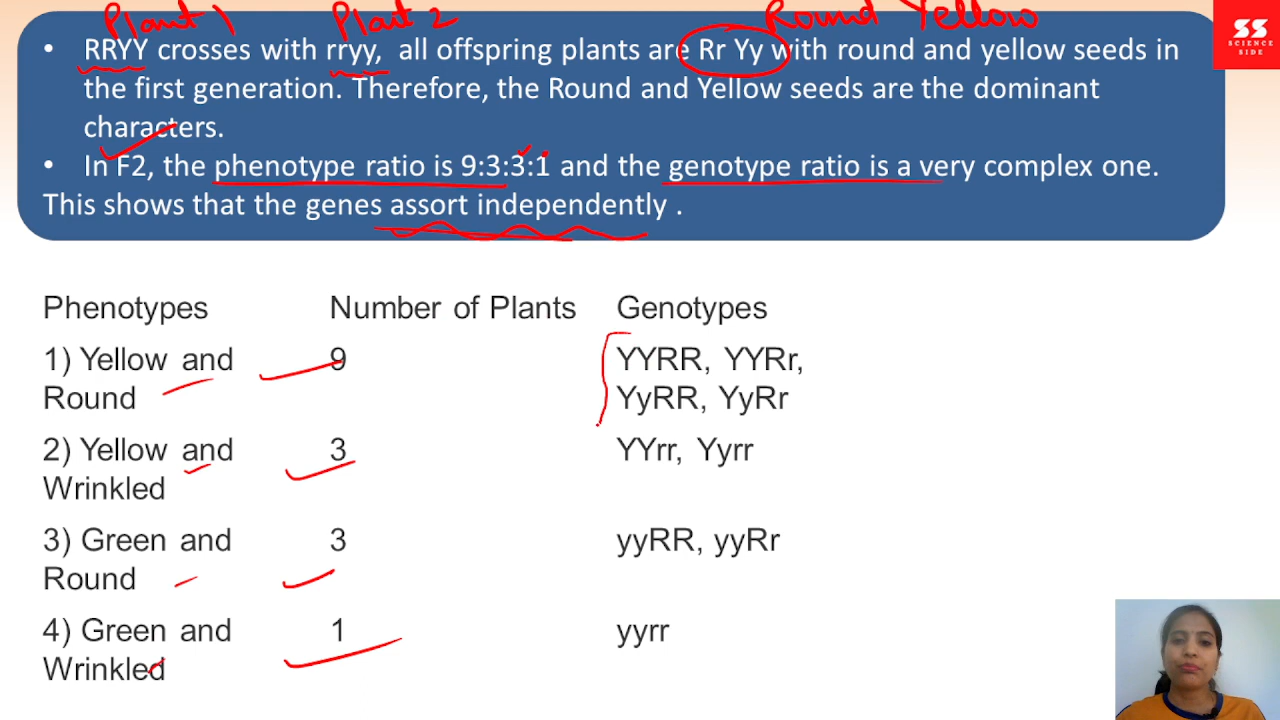 Plant 1 Plant 2 Round Yellow
SS
SCIENCE
SIDE
• RRYY crosses with rryy, all offspring plants are Rr Yy with round and yellow seeds in
the first generation. Therefore, the Round and Yellow seeds are the dominant
characters.
• In F2, the phenotype ratio is 9:3:3:1 and the genotype ratio is a very complex one.
This shows that the genes assort independently .
Phenotypes Number of Plants Genotypes
1) Yellow and 9 YYRR, YYRr,
Round YyRR, YyRr
2) Yellow and 3 YYrr, Yyrr
Wrinkled
3) Green and 3 yyRR, yyRr
Round
4) Green and 1 yyrr
Wrinkled